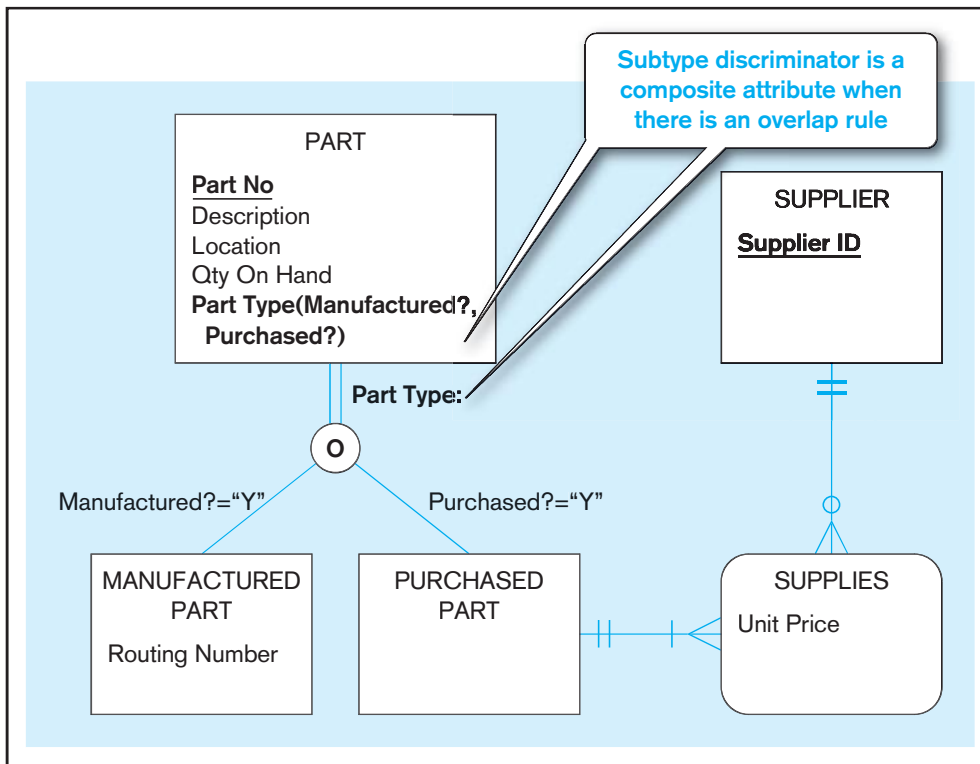 Subtype discriminator is a
composite attribute when
there is an overlap rule
PART
Part No
Description
Location
Qty On Hand
Part Type(Manufactured?,
Purchased?)
SUPPLIER
Supplier ID
Part Type:
O
Manufactured?="Y"
Purchased?="Y"
MANUFACTURED
PART
Routing Number
PURCHASED
PART
SUPPLIES
Unit Price